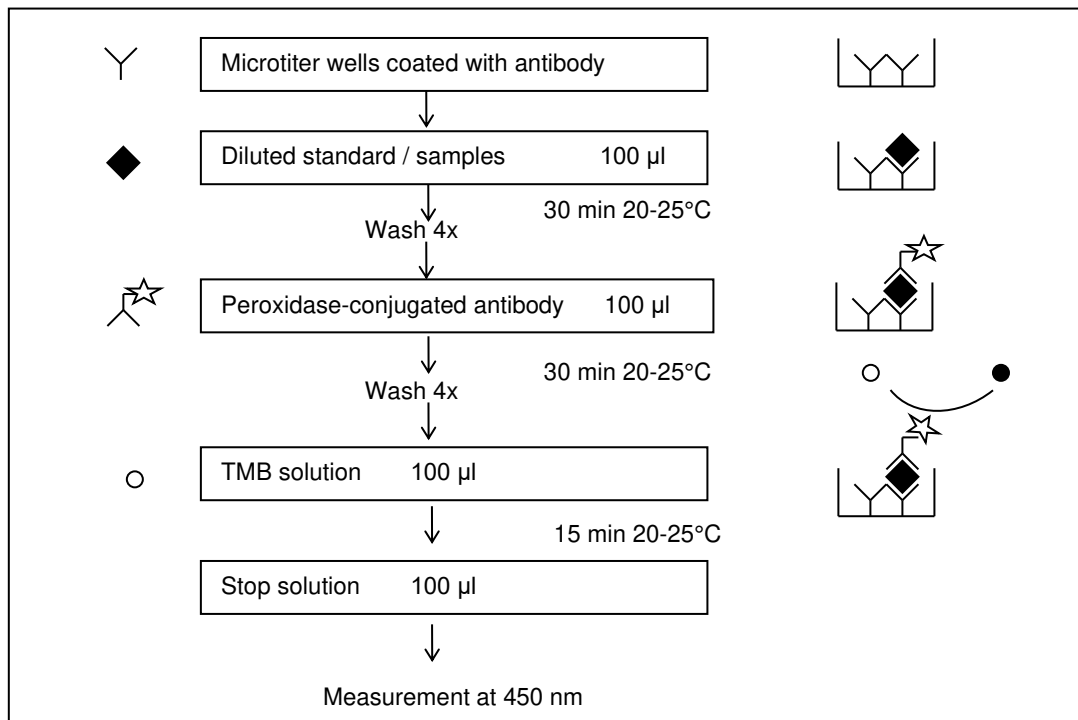 Microtiter wells coated with antibody
Diluted standard / samples 100 µl
30 min 20-25°C
Wash 4x
Peroxidase-conjugated antibody 100 µl
30 min 20-25°C
Wash 4x
TMB solution 100 µl
15 min 20-25°C
Stop solution 100 µl
Measurement at 450 nm